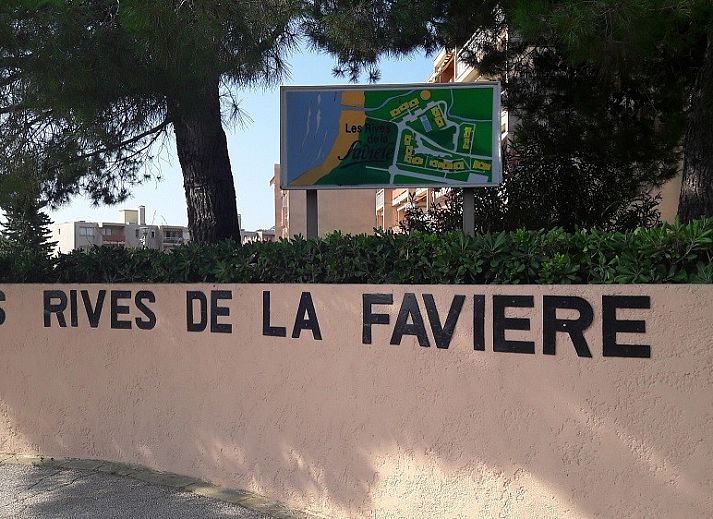 Les Rives
de la
Favière
S RIVES DE LA FAVIERE